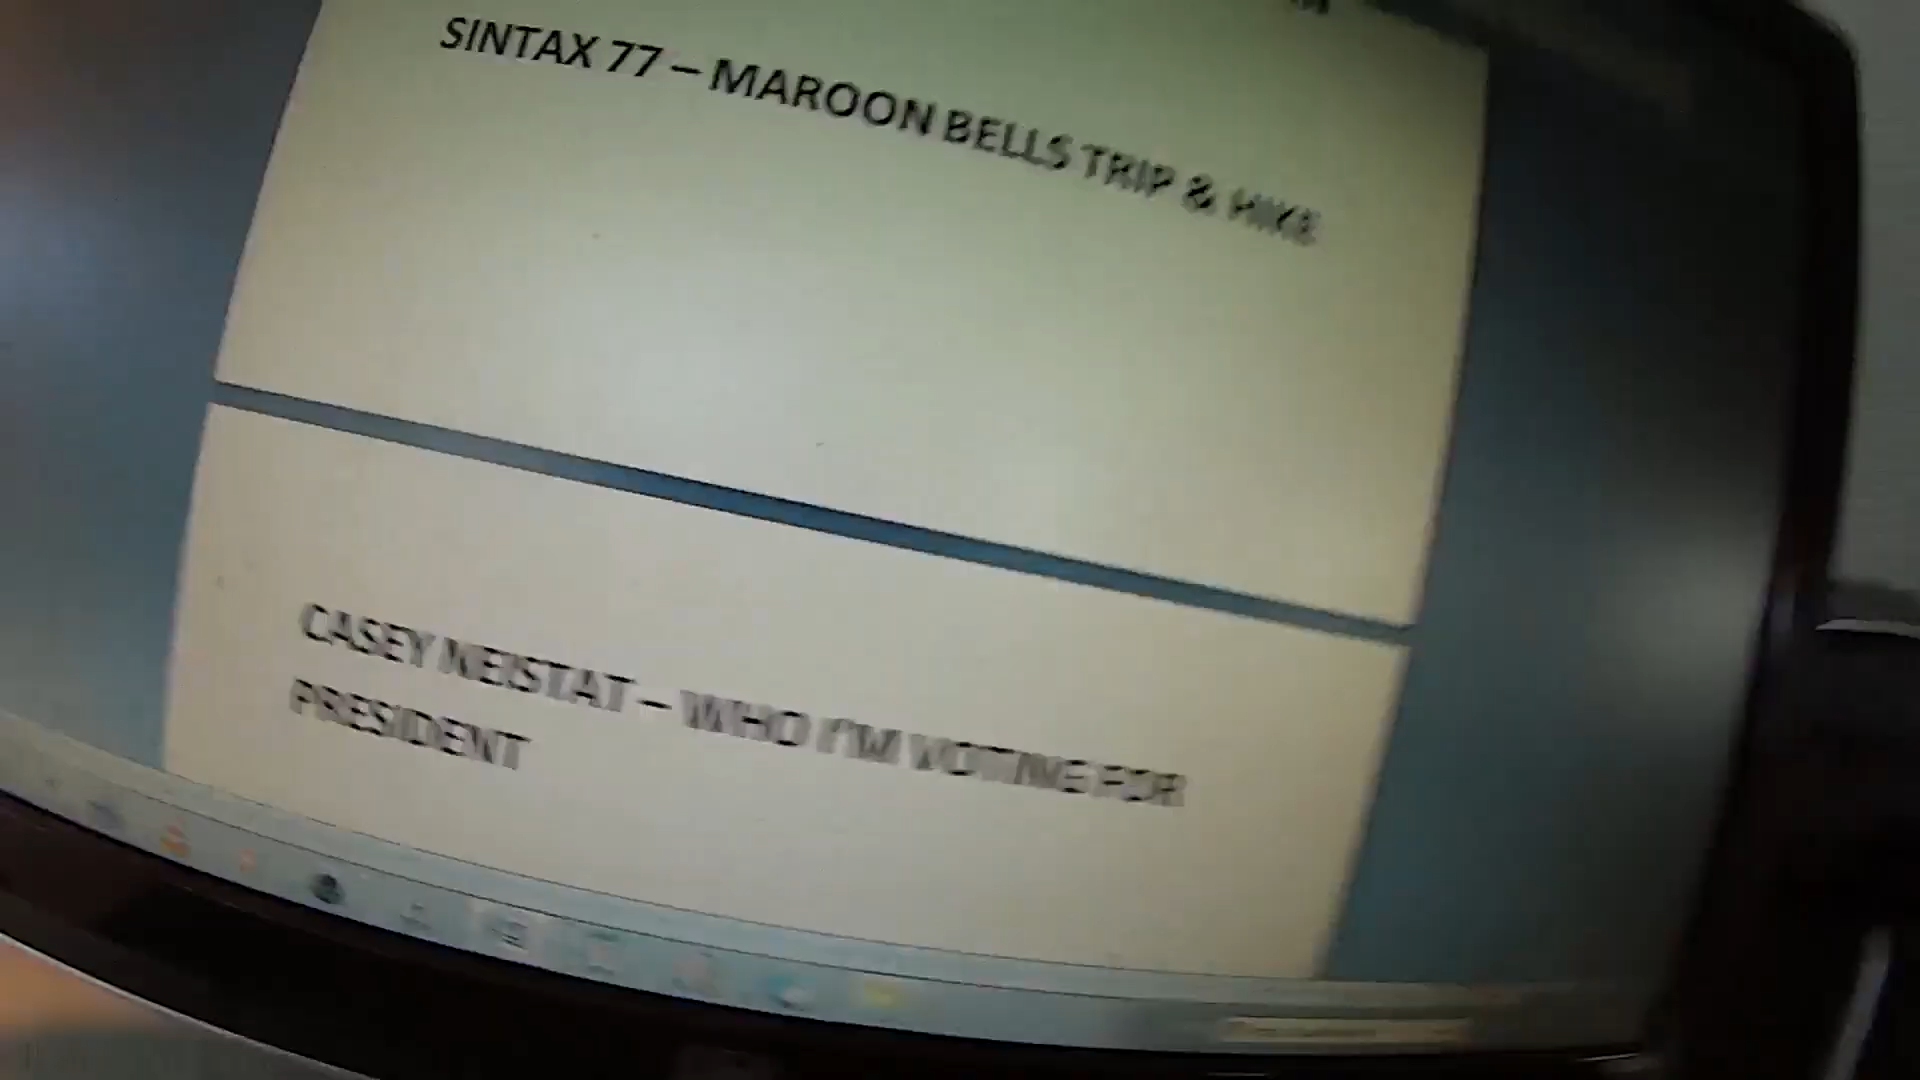 SINTAX 77 – MAROON BELLS TRIP & HIKE
CASEY NEISTAT – WHO I'M VOTING FOR
PRESIDENT